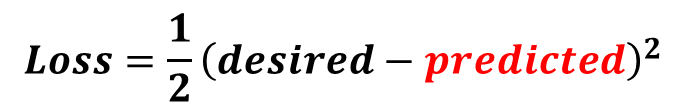 Loss = 1/2 (desired − predicted)²